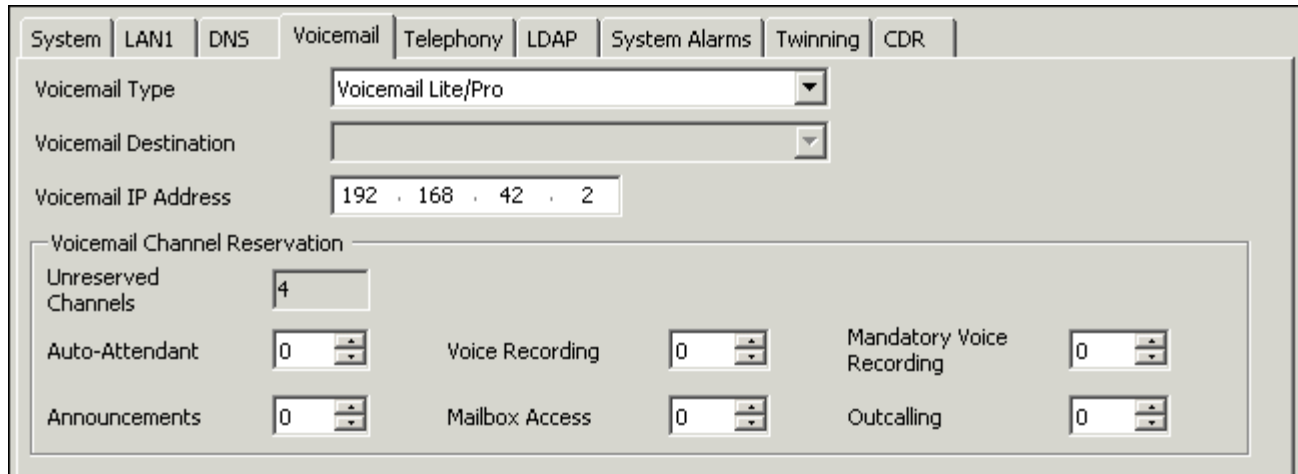 System LAN1 DNS Voicemail Telephony LDAP System Alarms Twinning CDR
Voicemail Type Voicemail Lite/Pro
Voicemail Destination
Voicemail IP Address 192 . 168 . 42 . 2
Voicemail Channel Reservation
Unreserved
Channels 4
Auto-Attendant 0 Voice Recording 0 Mandatory Voice
Recording 0
Announcements 0 Mailbox Access 0 Outcalling 0